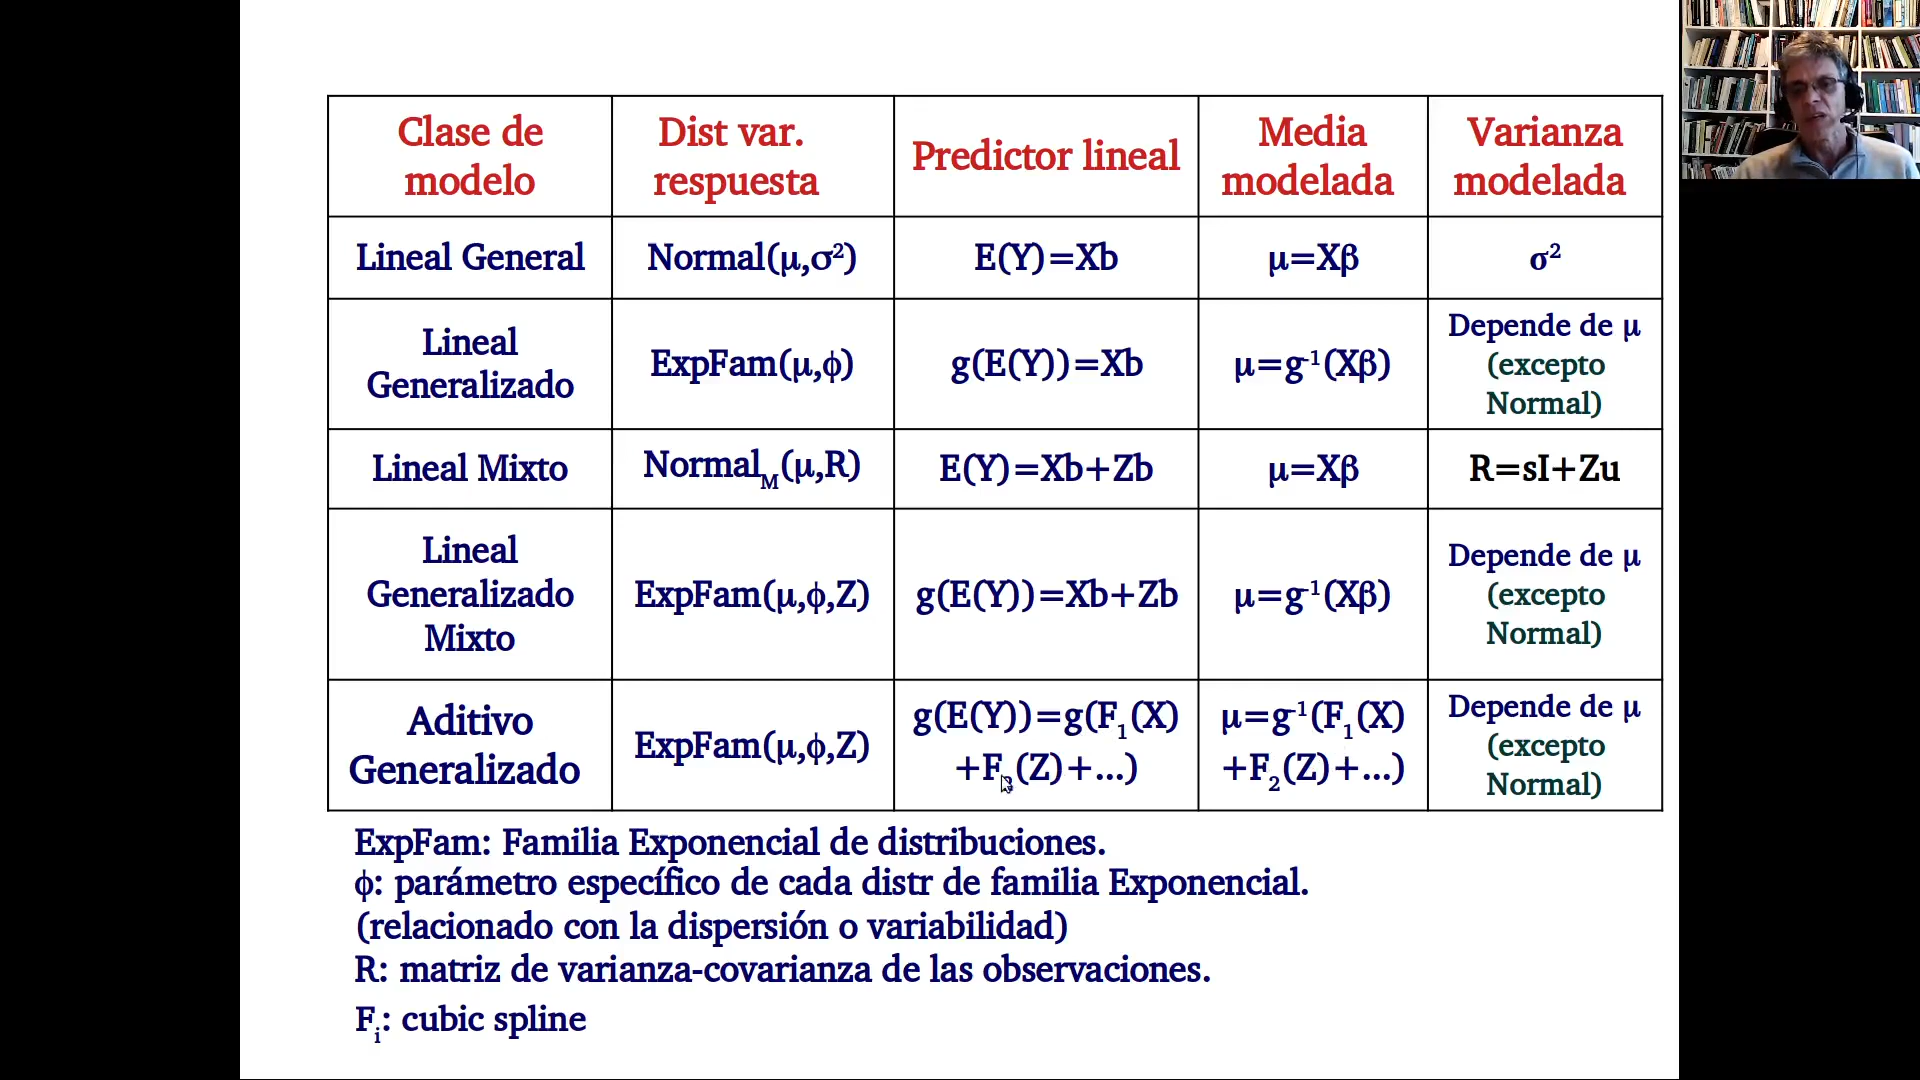 Clase de
modelo
Dist var.
respuesta
Predictor lineal
Media
modelada
Varianza
modelada
Lineal General
Normal(μ,σ²)
E(Y)=Xb
μ=Xβ
σ²
Lineal
Generalizado
ExpFam(μ,ϕ)
g(E(Y))=Xb
μ=g⁻¹(Xβ)
Depende de μ
(excepto
Normal)
Lineal Mixto
Normal_M(μ,R)
E(Y)=Xb+Zb
μ=Xβ
R=sI+Zu
Lineal
Generalizado
Mixto
ExpFam(μ,ϕ,Z)
g(E(Y))=Xb+Zb
μ=g⁻¹(Xβ)
Depende de μ
(excepto
Normal)
Aditivo
Generalizado
ExpFam(μ,ϕ,Z)
g(E(Y))=g(F₁(X)
+F(Z)+...)
μ=g⁻¹(F₁(X)
+F₂(Z)+...)
Depende de μ
(excepto
Normal)
ExpFam: Familia Exponencial de distribuciones.
ϕ: parámetro específico de cada distr de familia Exponencial.
(relacionado con la dispersión o variabilidad)
R: matriz de varianza-covarianza de las observaciones.
Fᵢ: cubic spline